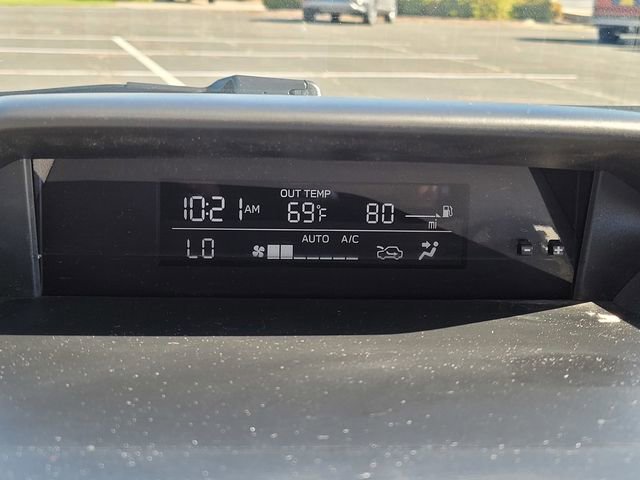 OUT TEMP
10:21 AM 69°F 80 mi
AUTO A/C
LO
- +